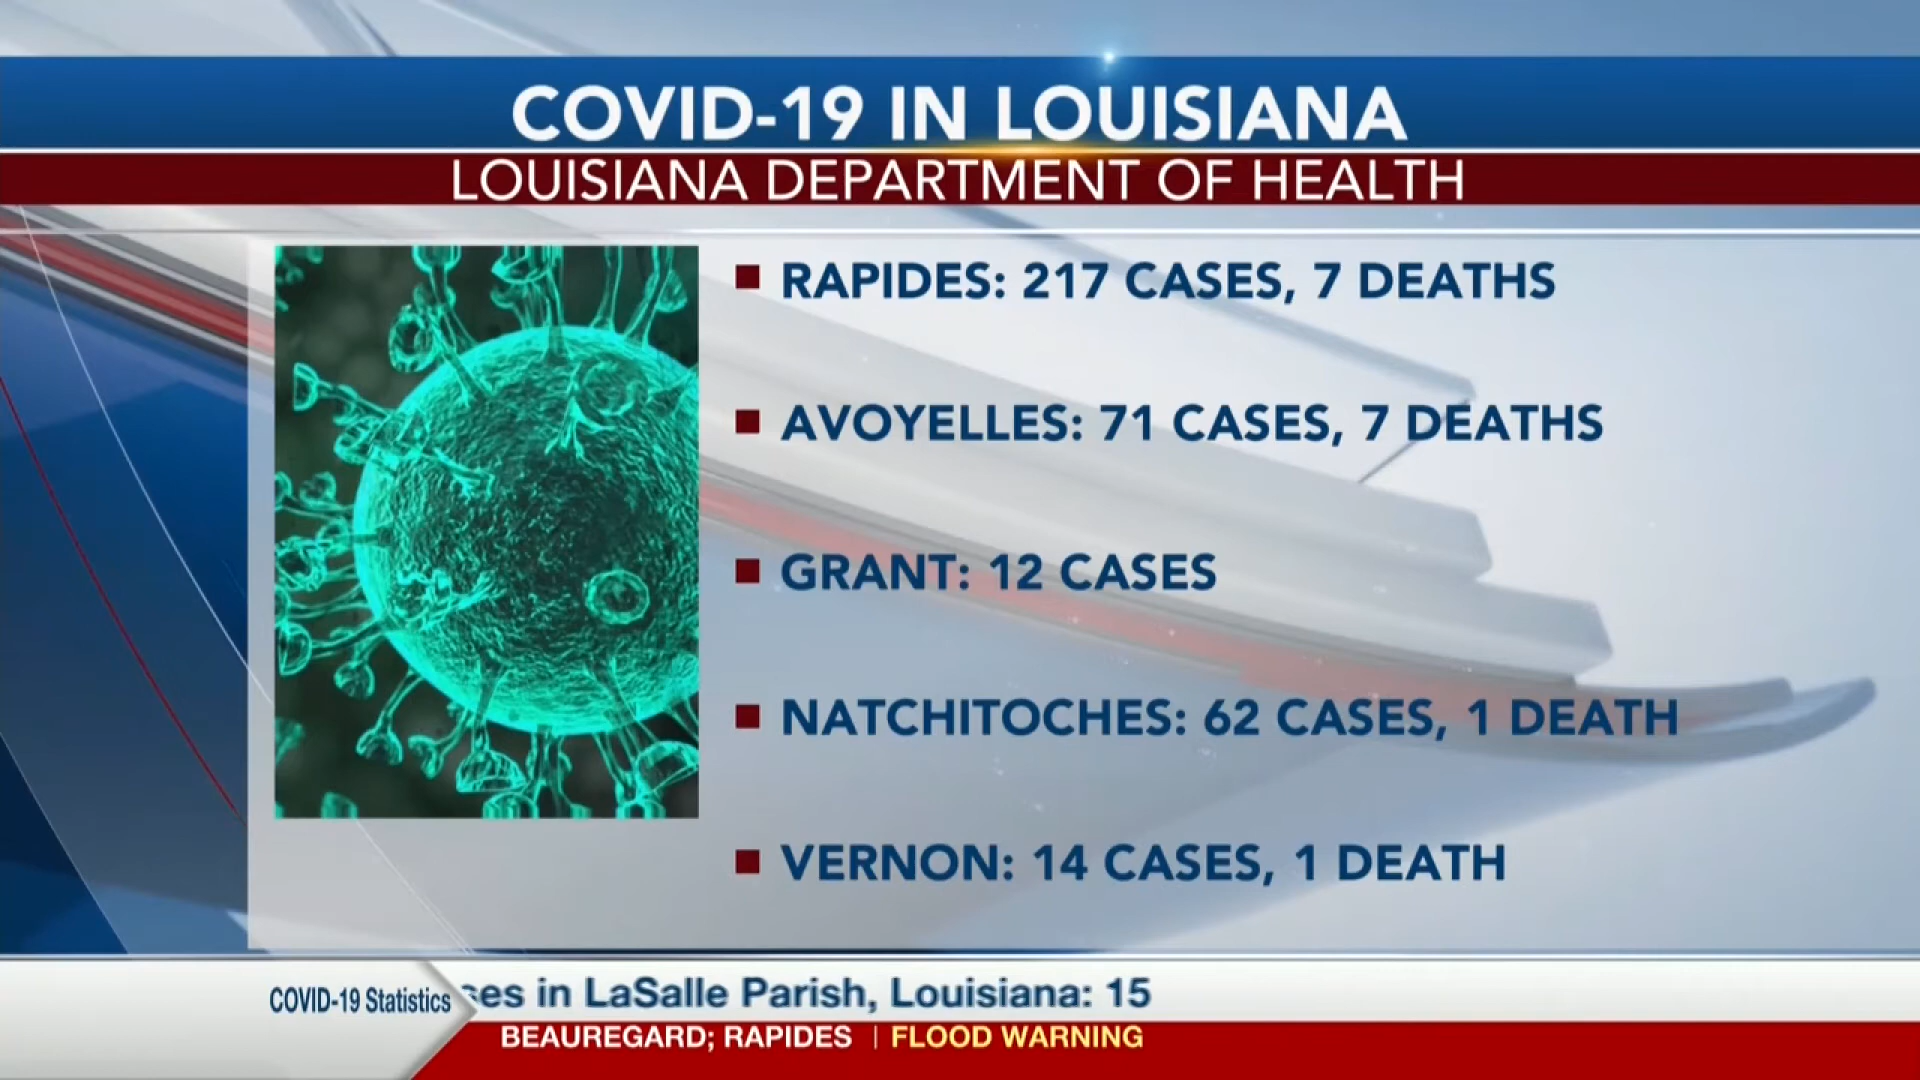 COVID-19 IN LOUISIANA
LOUISIANA DEPARTMENT OF HEALTH
RAPIDES: 217 CASES, 7 DEATHS
AVOYELLES: 71 CASES, 7 DEATHS
GRANT: 12 CASES
NATCHITOCHES: 62 CASES, 1 DEATH
VERNON: 14 CASES, 1 DEATH
COVID-19 Statistics
in LaSalle Parish, Louisiana: 15
BEAUREGARD; RAPIDES | FLOOD WARNING